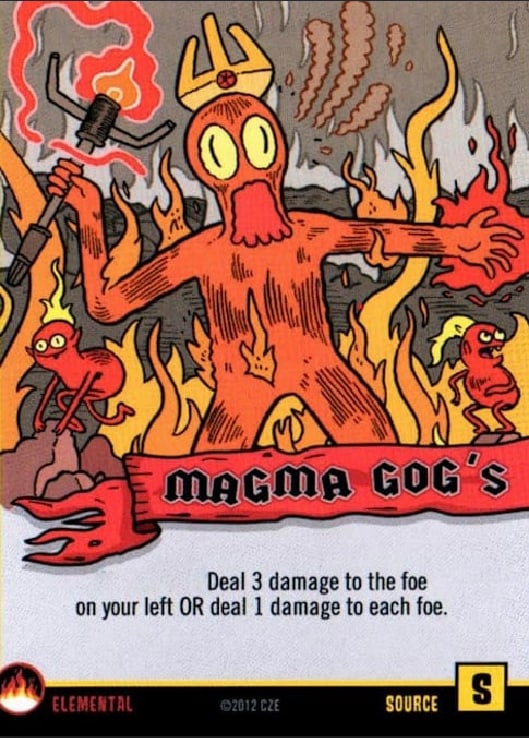 MAGMA GOG'S
Deal 3 damage to the foe
on your left OR deal 1 damage to each foe.
ELEMENTAL
©2012 CZE
SOURCE
S